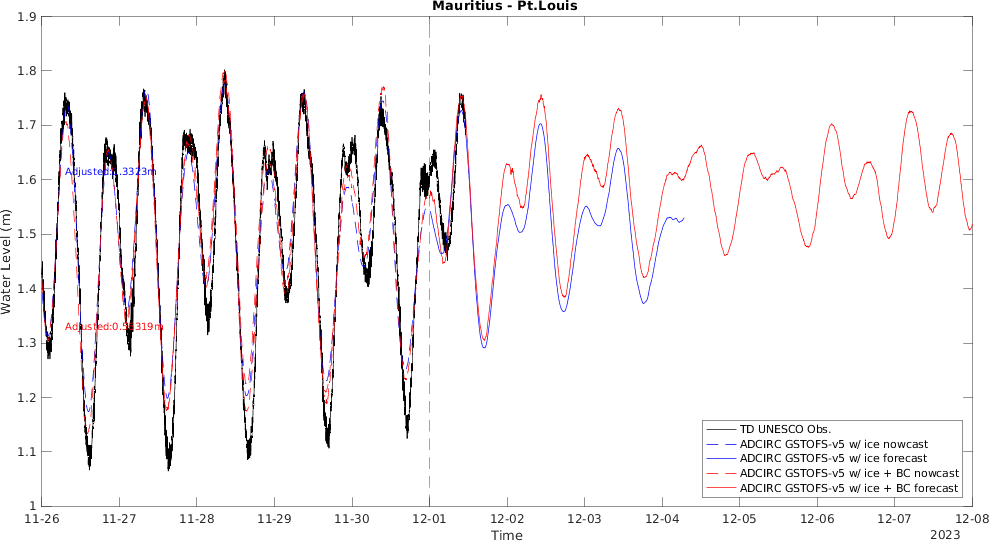 Mauritius - Pt.Louis
1.9
1.8
1.7
1.6
1.5
1.4
1.3
1.2
1.1
1
Water Level (m)
Adjusted:
.3323m
Adjusted:0.5
319m
11-26
11-27
11-28
11-29
11-30
12-01
12-02
12-03
12-04
12-05
12-06
12-07
12-08
Time
2023
TD UNESCO Obs.
ADCIRC GSTOFS-v5 w/ ice nowcast
ADCIRC GSTOFS-v5 w/ ice forecast
ADCIRC GSTOFS-v5 w/ ice + BC nowcast
ADCIRC GSTOFS-v5 w/ ice + BC forecast